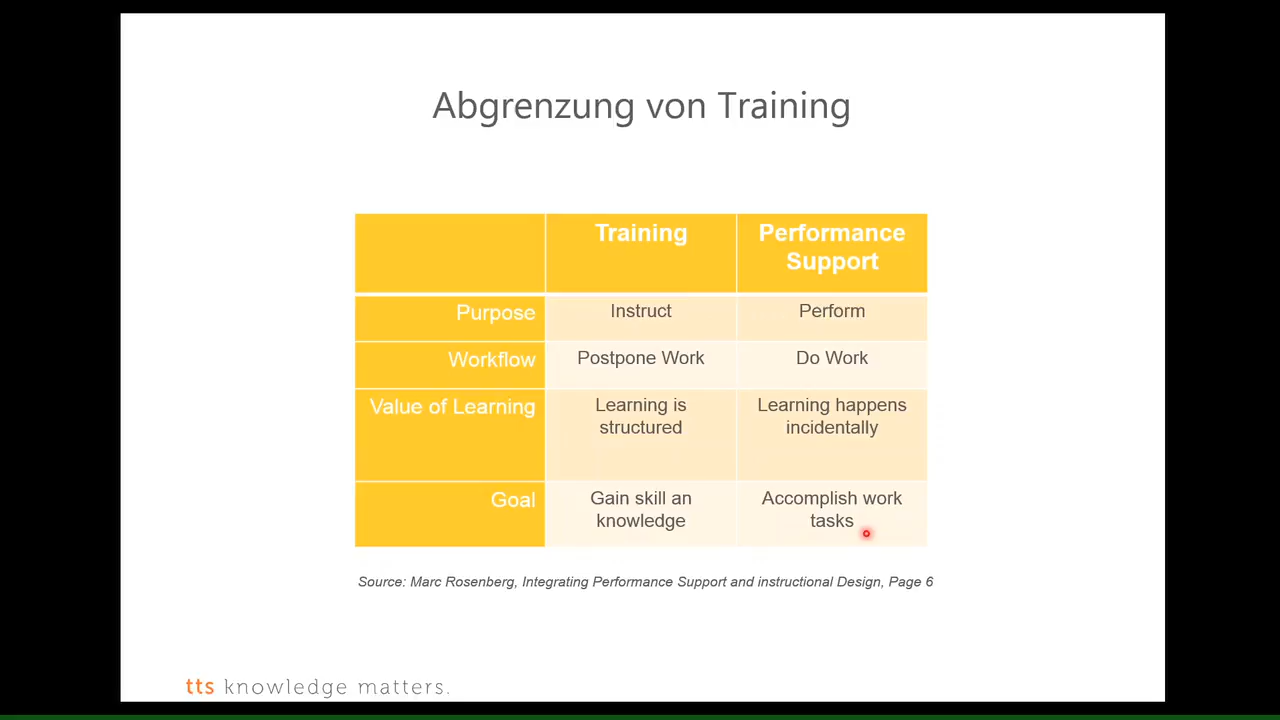 Abgrenzung von Training
Training
Performance
Support
Purpose
Instruct
Perform
Workflow
Postpone Work
Do Work
Value of Learning
Learning is
structured
Learning happens
incidentally
Goal
Gain skill an
knowledge
Accomplish work
tasks
Source: Marc Rosenberg, Integrating Performance Support and instructional Design, Page 6
tts knowledge matters.